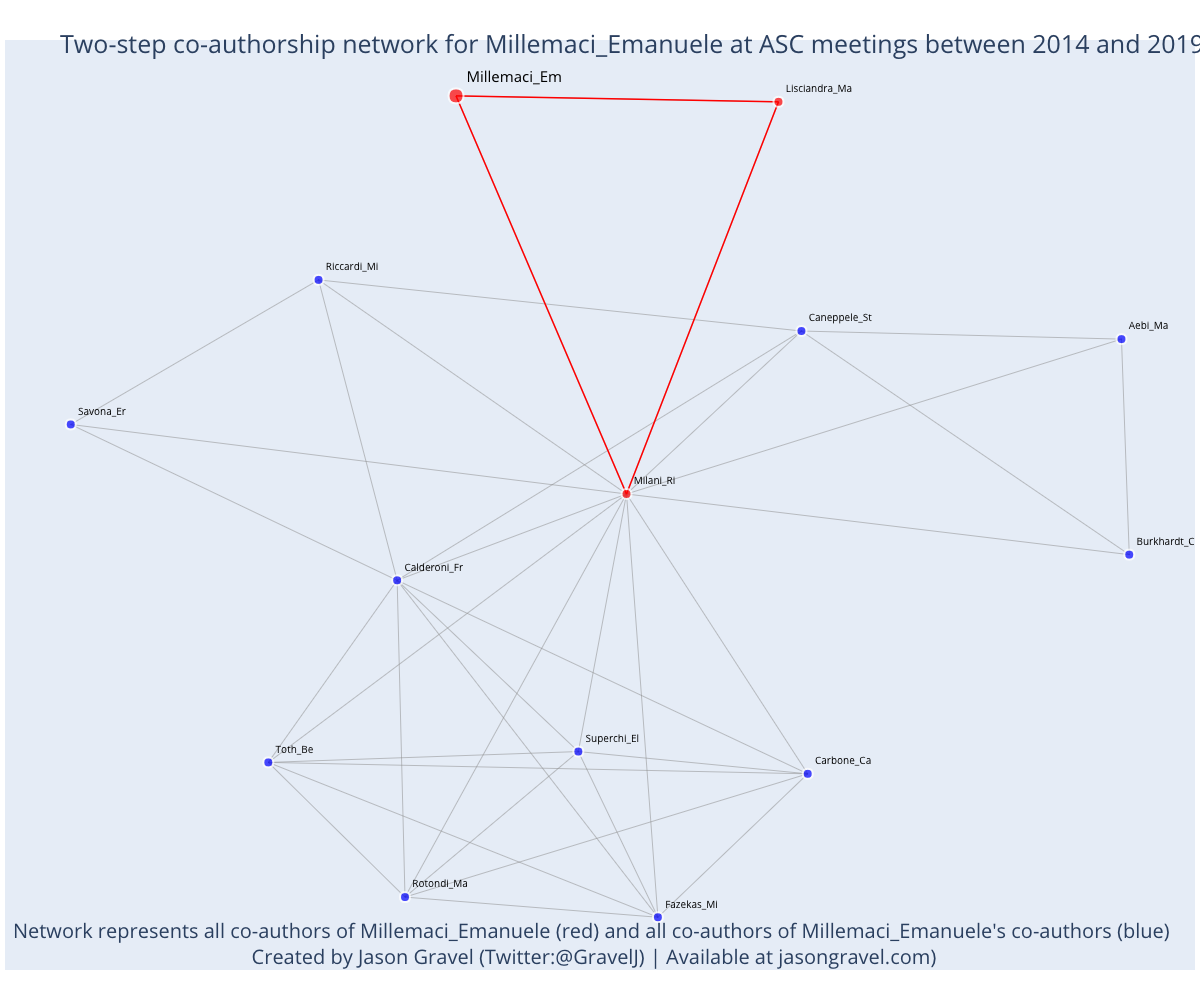 Two-step co-authorship network for Millemaci_Emanuele at ASC meetings between 2014 and 2019
Millemaci_Em
Lisciandra_Ma
Riccardi_Mi
Caneppele_St
Aebi_Ma
Savona_Er
Milani_Ri
Burkhardt_C
Calderoni_Fr
Superchi_El
Toth_Be
Carbone_Ca
Rotondi_Ma
Fazekas_Mi
Network represents all co-authors of Millemaci_Emanuele (red) and all co-authors of Millemaci_Emanuele's co-authors (blue)
Created by Jason Gravel (Twitter:@GravelJ) | Available at jasongravel.com)